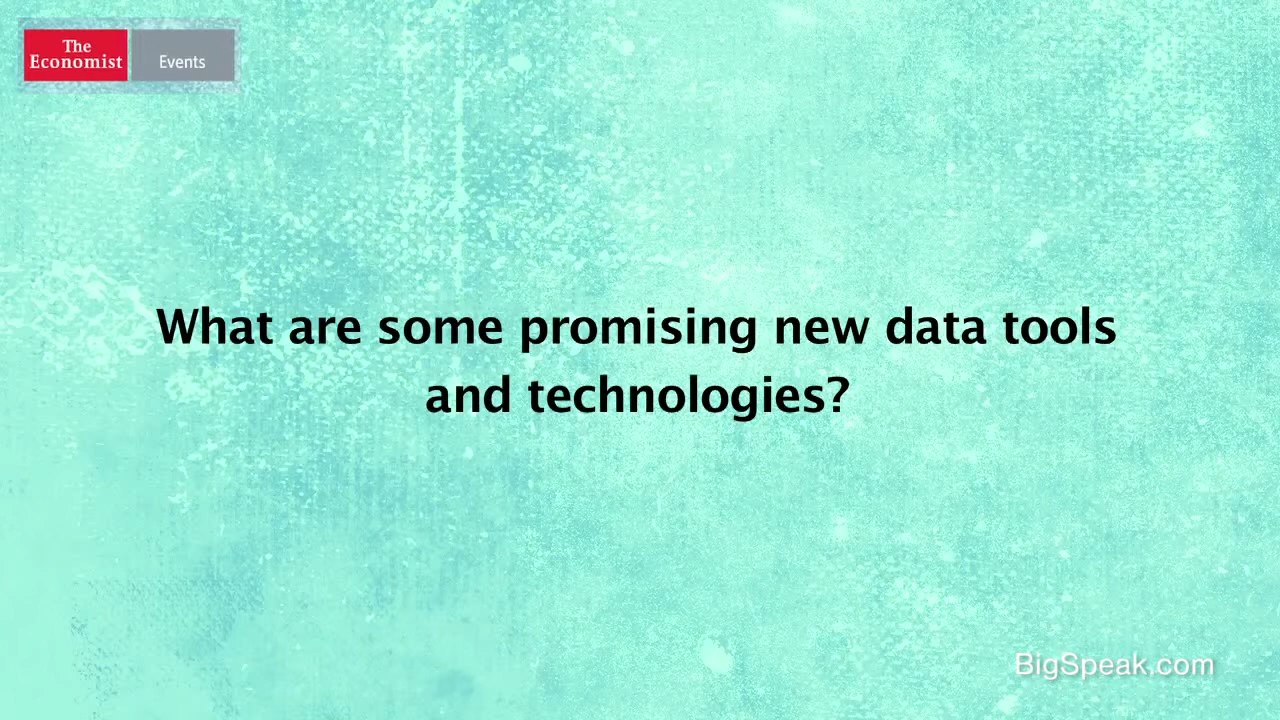 The
Economist
Events
What are some promising new data tools
and technologies?
BigSpeak.com